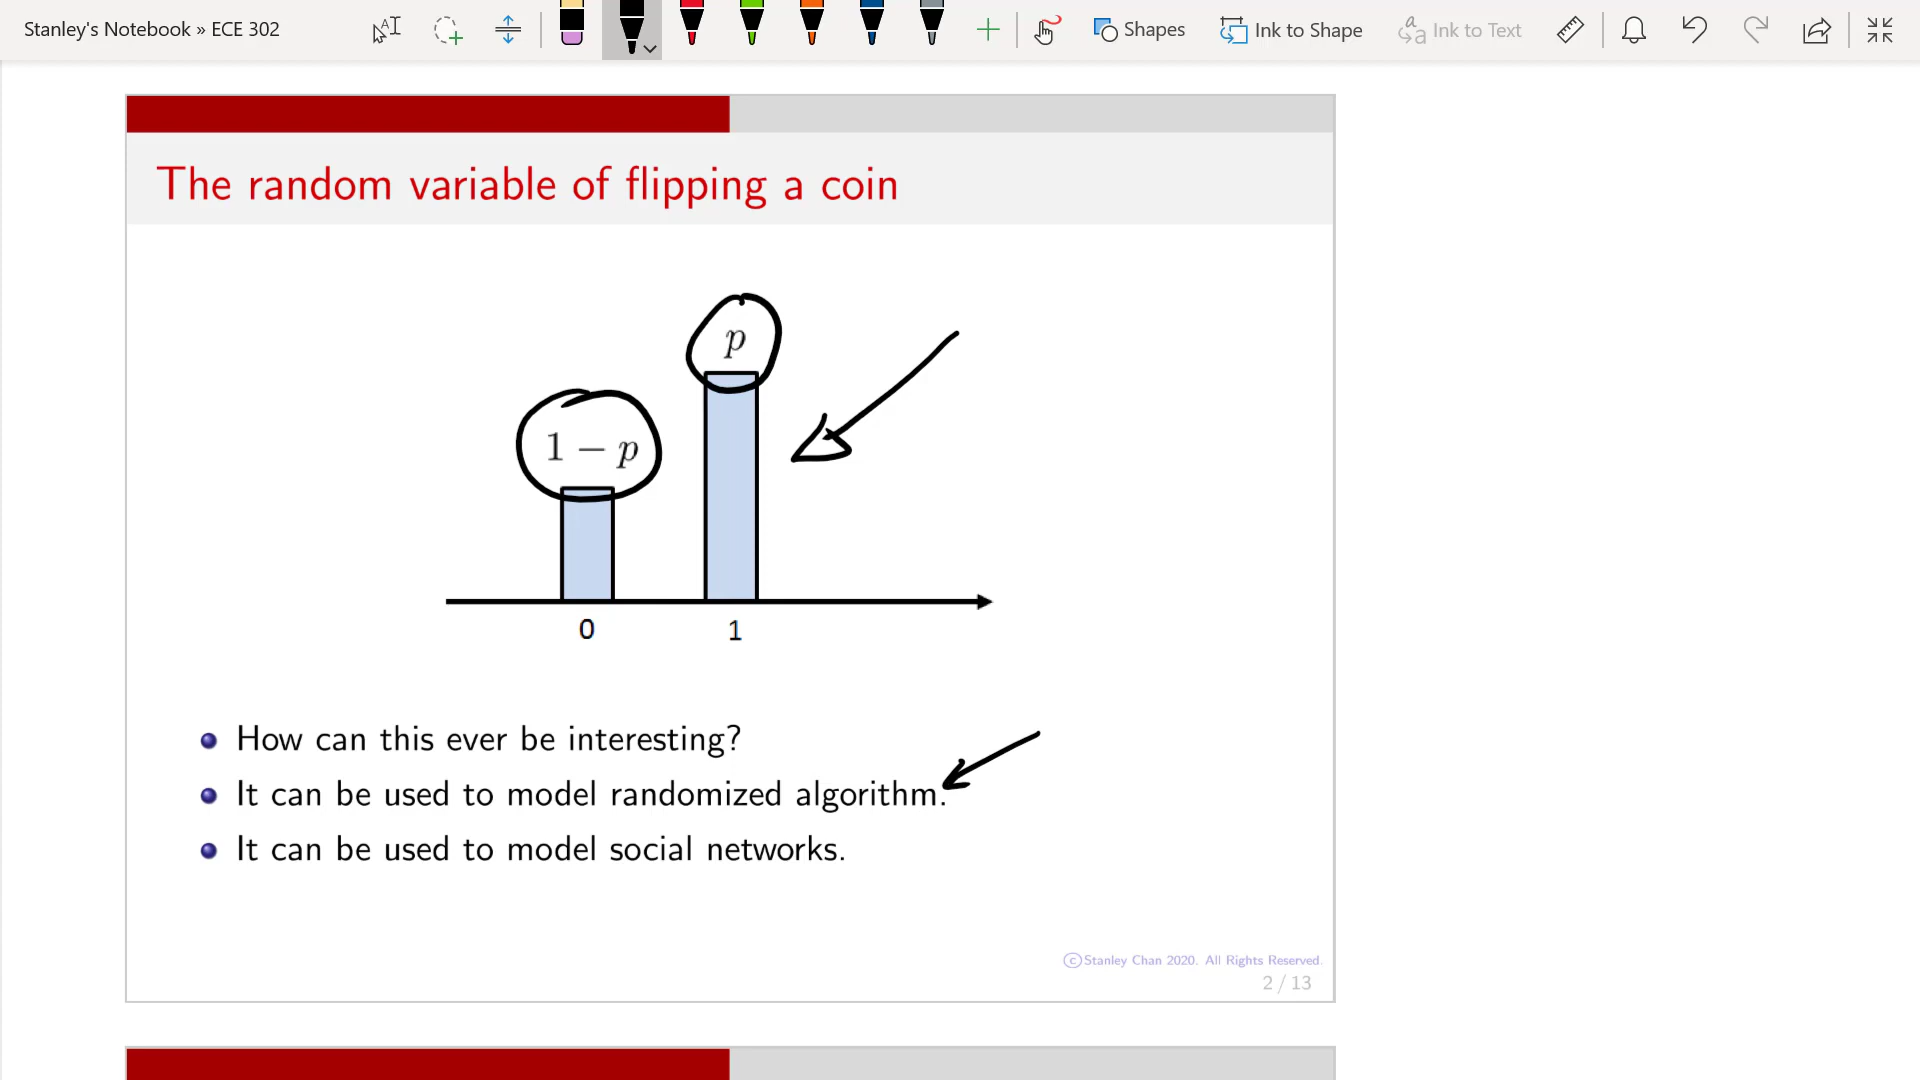 Stanley's Notebook » ECE 302
Shapes
Ink to Shape
Ink to Text
The random variable of flipping a coin
p
1 − p
0 1
How can this ever be interesting?
It can be used to model randomized algorithm.
It can be used to model social networks.
©Stanley Chan 2020. All Rights Reserved.
2 / 13